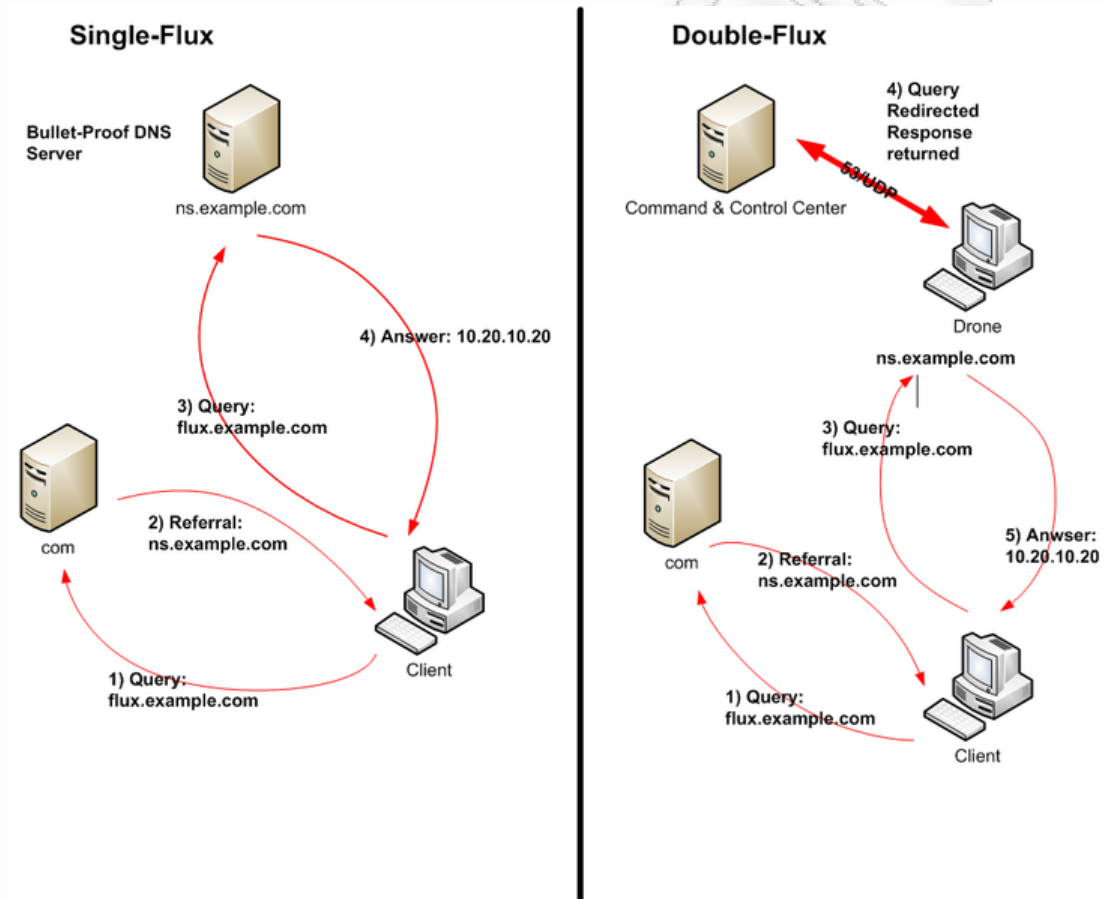 Single-Flux
Bullet-Proof DNS
Server
ns.example.com
4) Answer: 10.20.10.20
3) Query:
flux.example.com
2) Referral:
ns.example.com
com
Client
1) Query:
flux.example.com
Double-Flux
4) Query
Redirected
Response
returned
53/UDP
Command & Control Center
Drone
ns.example.com
3) Query:
flux.example.com
5) Anwser:
10.20.10.20
2) Referral:
ns.example.com
com
1) Query:
flux.example.com
Client